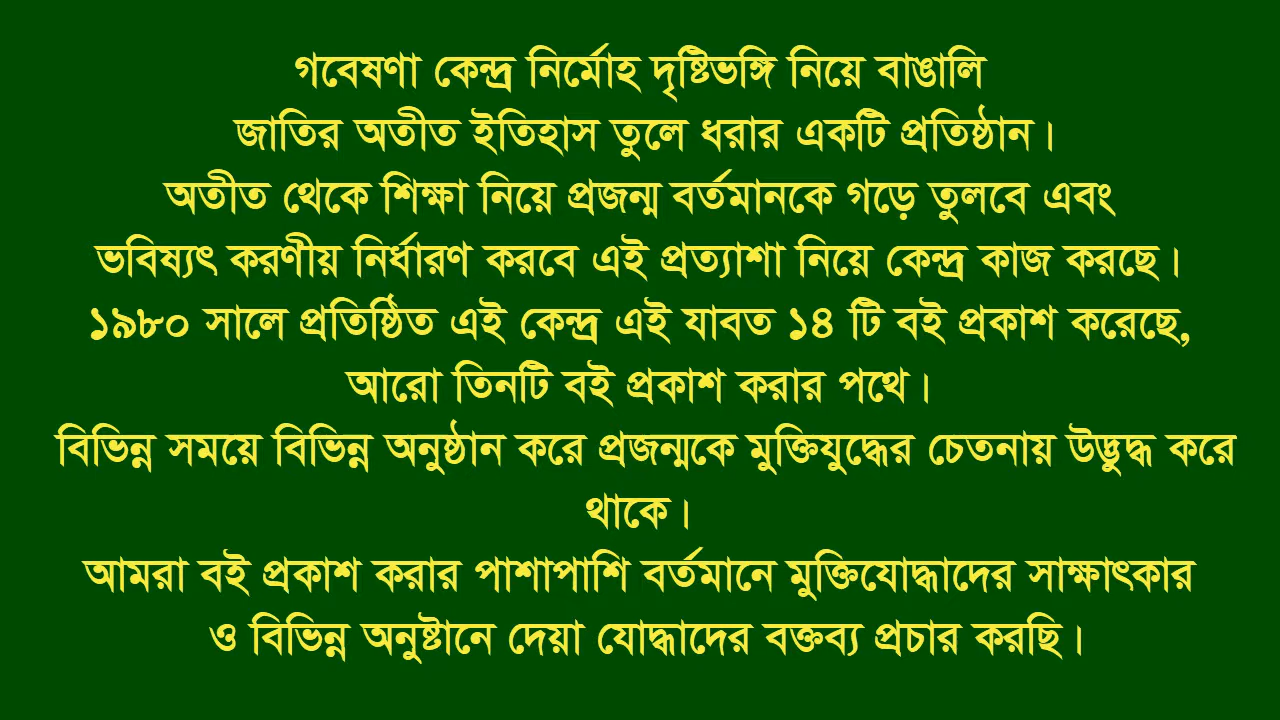 গবেষণা কেন্দ্র নির্মোহ দৃষ্টিভঙ্গি নিয়ে বাঙালি
জাতির অতীত ইতিহাস তুলে ধরার একটি প্রতিষ্ঠান।
অতীত থেকে শিক্ষা নিয়ে প্রজন্ম বর্তমানকে গড়ে তুলবে এবং
ভবিষ্যৎ করণীয় নির্ধারণ করবে এই প্রত্যাশা নিয়ে কেন্দ্র কাজ করছে।
১৯৮০ সালে প্রতিষ্ঠিত এই কেন্দ্র এই যাবত ১৪ টি বই প্রকাশ করেছে,
আরো তিনটি বই প্রকাশ করার পথে।
বিভিন্ন সময়ে বিভিন্ন অনুষ্ঠান করে প্রজন্মকে মুক্তিযুদ্ধের চেতনায় উদ্ভুদ্ধ করে
থাকে।
আমরা বই প্রকাশ করার পাশাপাশি বর্তমানে মুক্তিযোদ্ধাদের সাক্ষাৎকার
ও বিভিন্ন অনুষ্টানে দেয়া যোদ্ধাদের বক্তব্য প্রচার করছি।